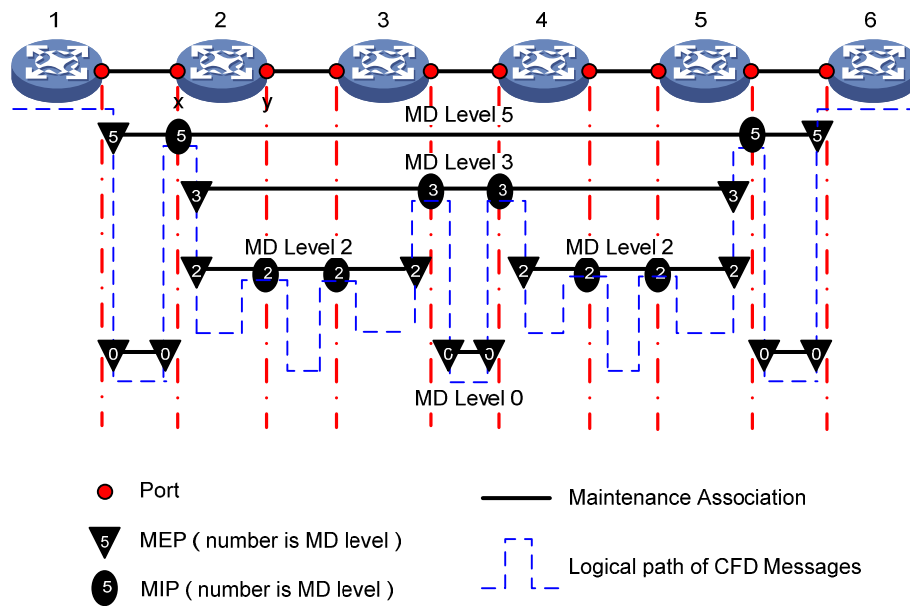 1 2 3 4 5 6
x y
MD Level 5
5 5 5 5
MD Level 3
3 3 3 3
MD Level 2 MD Level 2
2 2 2 2 2 2 2 2
0 0 0 0 0 0
MD Level 0
Port
Maintenance Association
5 MEP ( number is MD level )
5 MIP ( number is MD level )
Logical path of CFD Messages